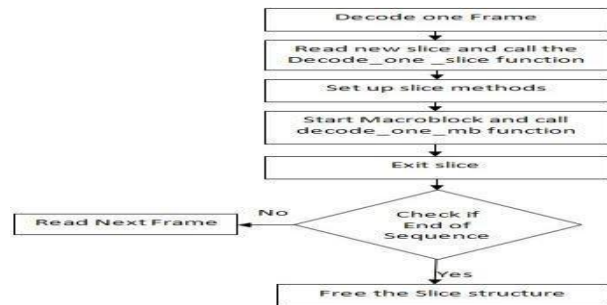 Decode one Frame
Read new slice and call the
Decode_one _slice function
Set up slice methods
Start Macroblock and call
decode_one_mb function
Exit slice
No
Read Next Frame
Check if
End of
Sequence
Yes
Free the Slice structure